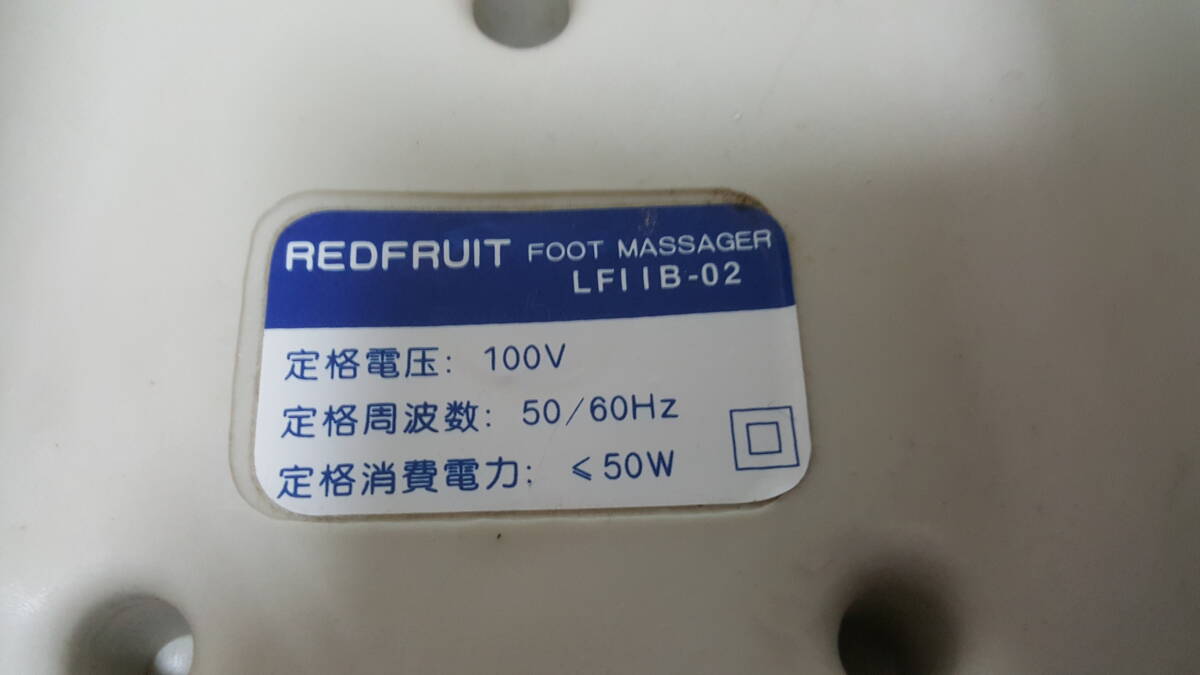 REDFRUIT FOOT MASSAGER
LF11B-02
定格電压: 100V
定格周波数: 50/60Hz
定格消費電力: ≤50W